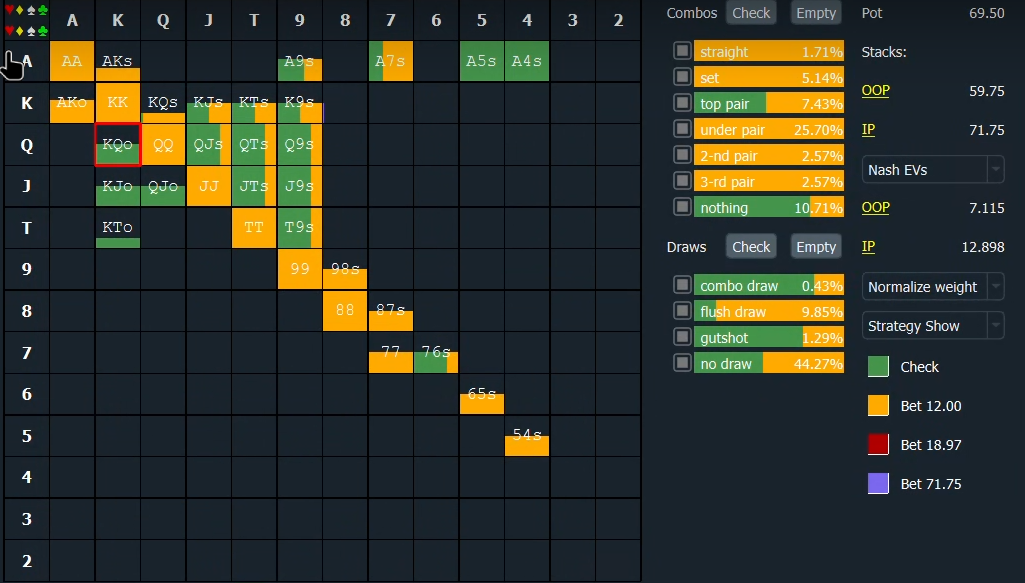 A K Q J T 9 8 7 6 5 4 3 2
A AA AKs A9s A7s A5s A4s
K AKo KK KQs KJs KTs K9s
Q KQo QQ QJs QTs Q9s
J KJo QJo JJ JTs J9s
T KTo TT T9s
9 99 98s
8 88 87s
7 77 76s
6 65s
5 54s
4
3
2
Combos Check Empty
straight 1.71%
set 5.14%
top pair 7.43%
under pair 25.70%
2-nd pair 2.57%
3-rd pair 2.57%
nothing 10.71%
Draws Check Empty
combo draw 0.43%
flush draw 9.85%
gutshot 1.29%
no draw 44.27%
Pot 69.50
Stacks:
OOP 59.75
IP 71.75
Nash EVs
OOP 7.115
IP 12.898
Normalize weight
Strategy Show
Check
Bet 12.00
Bet 18.97
Bet 71.75